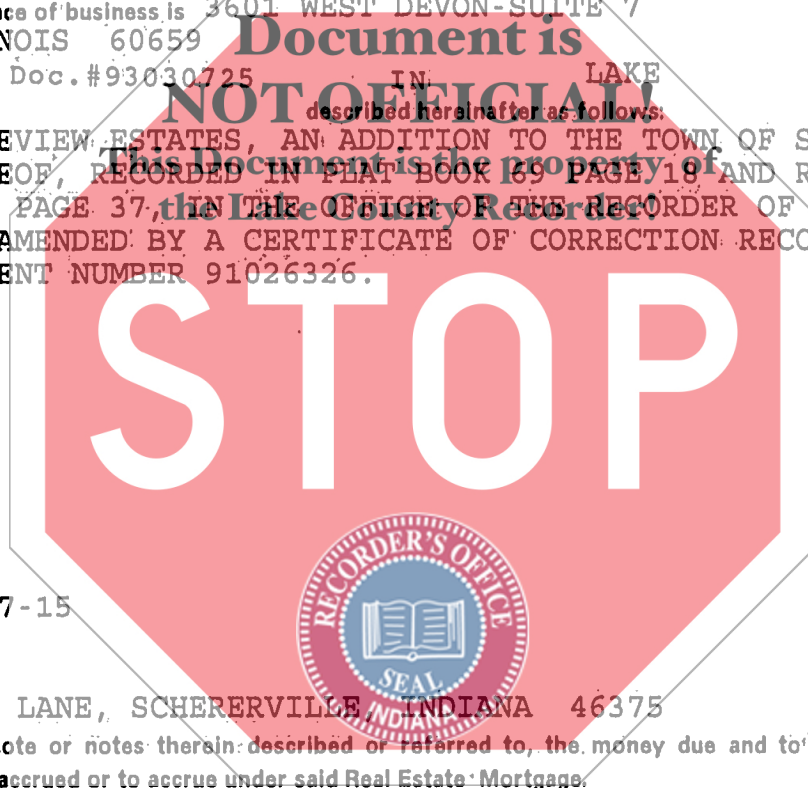 ce of business is 3601 WEST DEVON-SUITE 7
NOIS 60659
Document is
Doc.#93030725 IN LAKE
NOT OFFICIAL!
described hereinafter as follows:
EVIEW ESTATES, AN ADDITION TO THE TOWN OF S
This Document is the property of
EOF, RECORDED IN PLAT BOOK 69 PAGE 18 AND R
the Lake County Recorder!
PAGE 37, IN THE OFFICE OF THE RECORDER OF
AMENDED BY A CERTIFICATE OF CORRECTION RECO
ENT NUMBER 91026326.
STOP
RECORDER'S OFFICE
SEAL
INDIANA
7-15
LANE, SCHERERVILLE, INDIANA 46375
ote or notes therein described or referred to, the money due and to
accrued or to accrue under said Real Estate Mortgage.